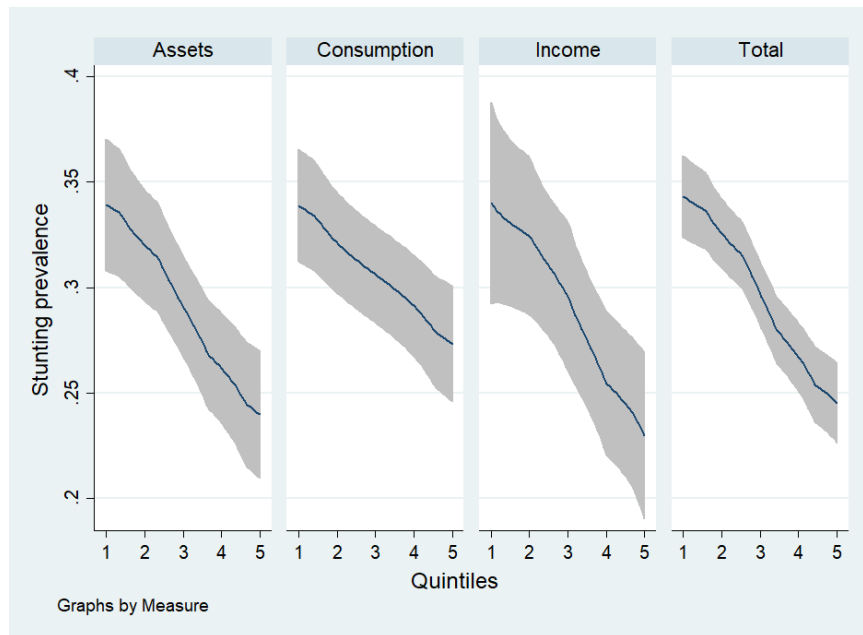 Assets Consumption Income Total
Stunting prevalence
.4
.35
.3
.25
.2
1 2 3 4 5 1 2 3 4 5 1 2 3 4 5 1 2 3 4 5
Quintiles
Graphs by Measure